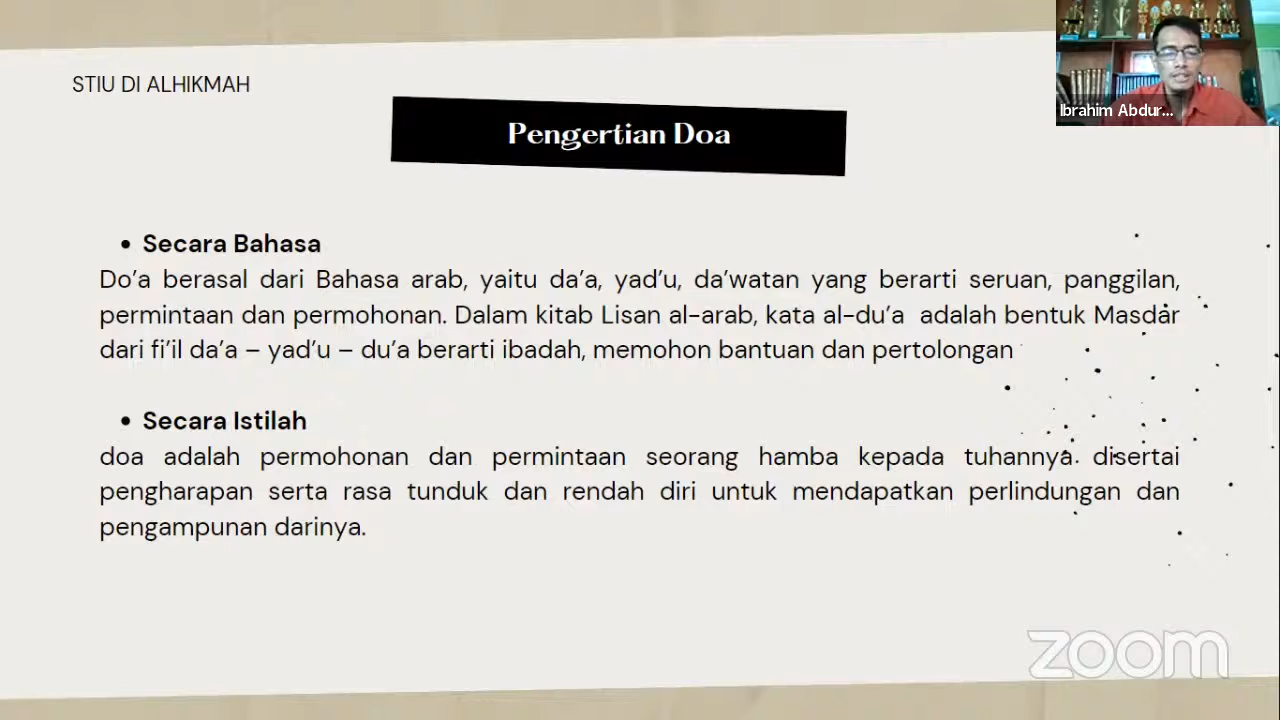 STIU DI ALHIKMAH
Ibrahim Abdur...
Pengertian Doa
• Secara Bahasa
Do’a berasal dari Bahasa arab, yaitu da’a, yad’u, da’watan yang berarti seruan, panggilan,
permintaan dan permohonan. Dalam kitab Lisan al-arab, kata al-du’a adalah bentuk Masdar
dari fi’il da’a – yad’u – du’a berarti ibadah, memohon bantuan dan pertolongan
• Secara Istilah
doa adalah permohonan dan permintaan seorang hamba kepada tuhannya. disertai
pengharapan serta rasa tunduk dan rendah diri untuk mendapatkan perlindungan dan
pengampunan darinya.
zoom